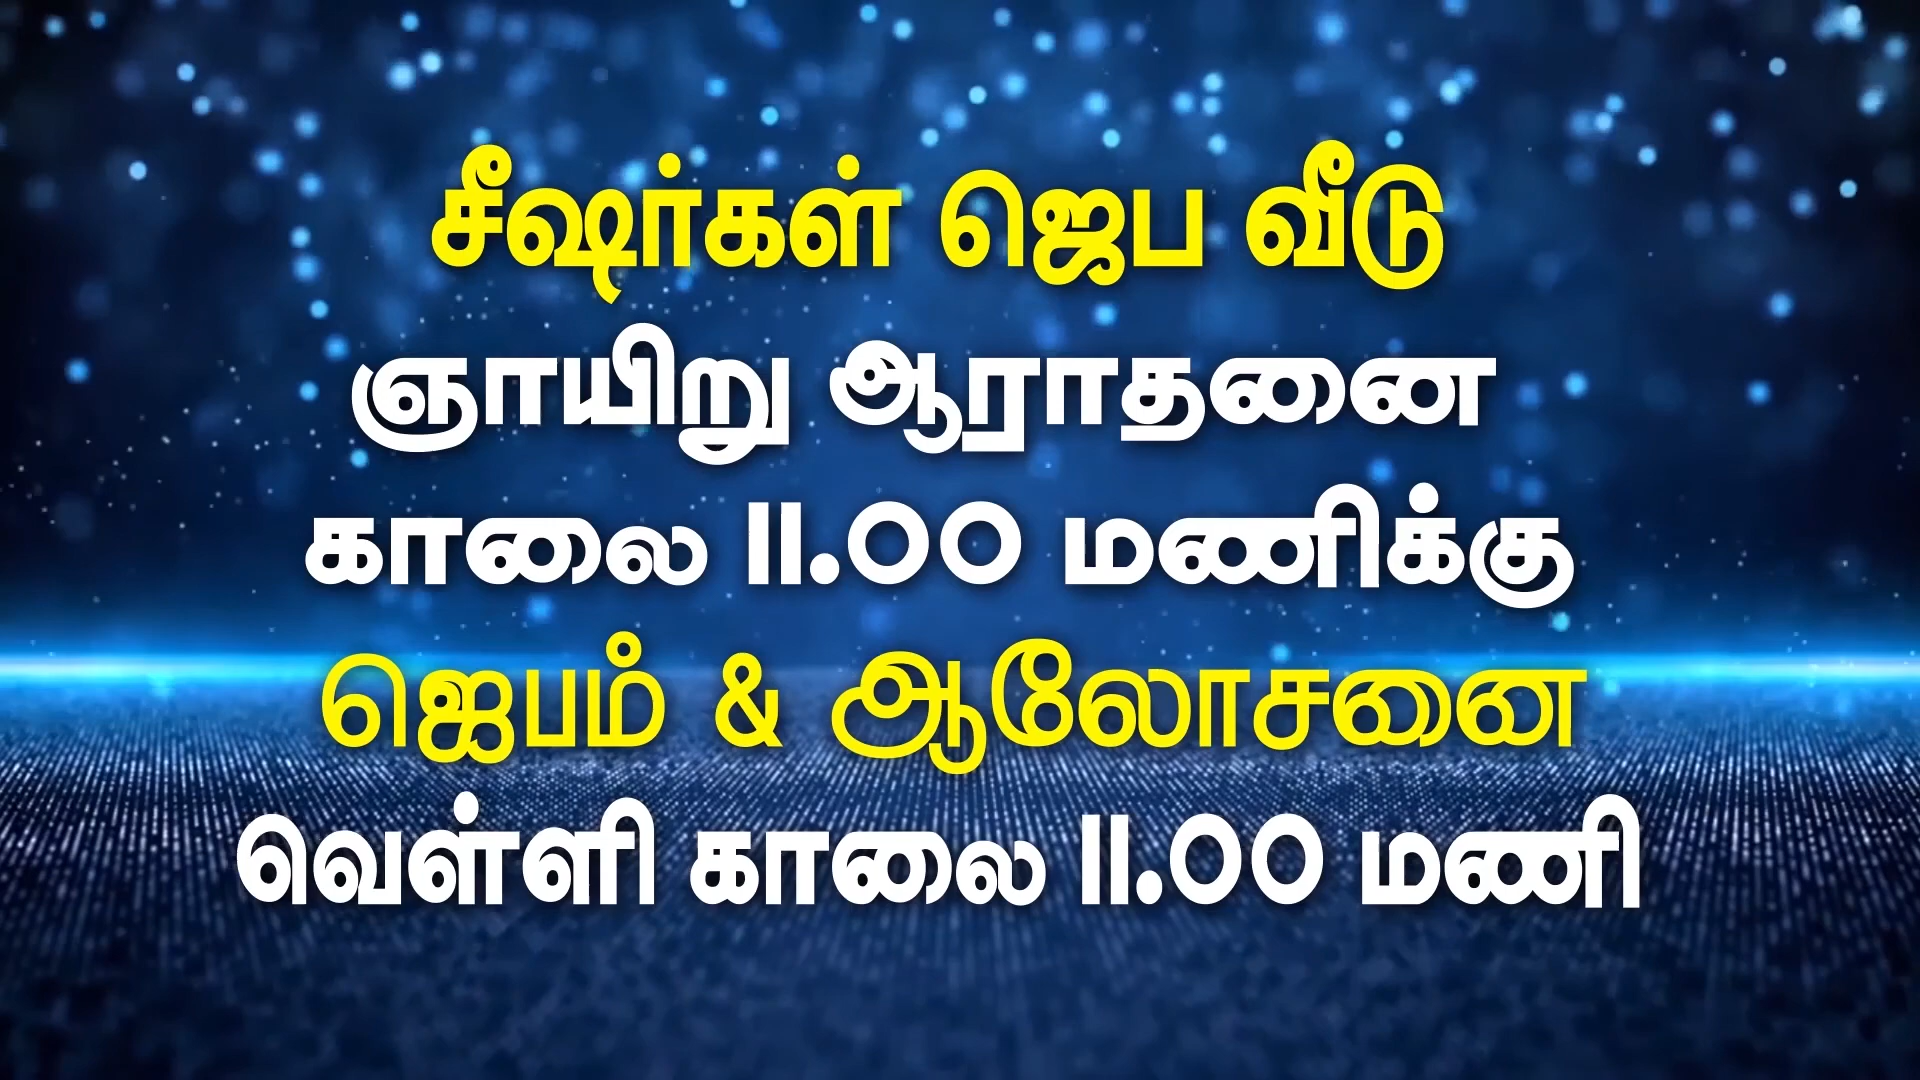 சீஷர்கள் ஜெப வீடு
ஞாயிறு ஆராதனை
காலை 11.00 மணிக்கு
ஜெபம் & ஆலோசனை
வெள்ளி காலை 11.00 மணி